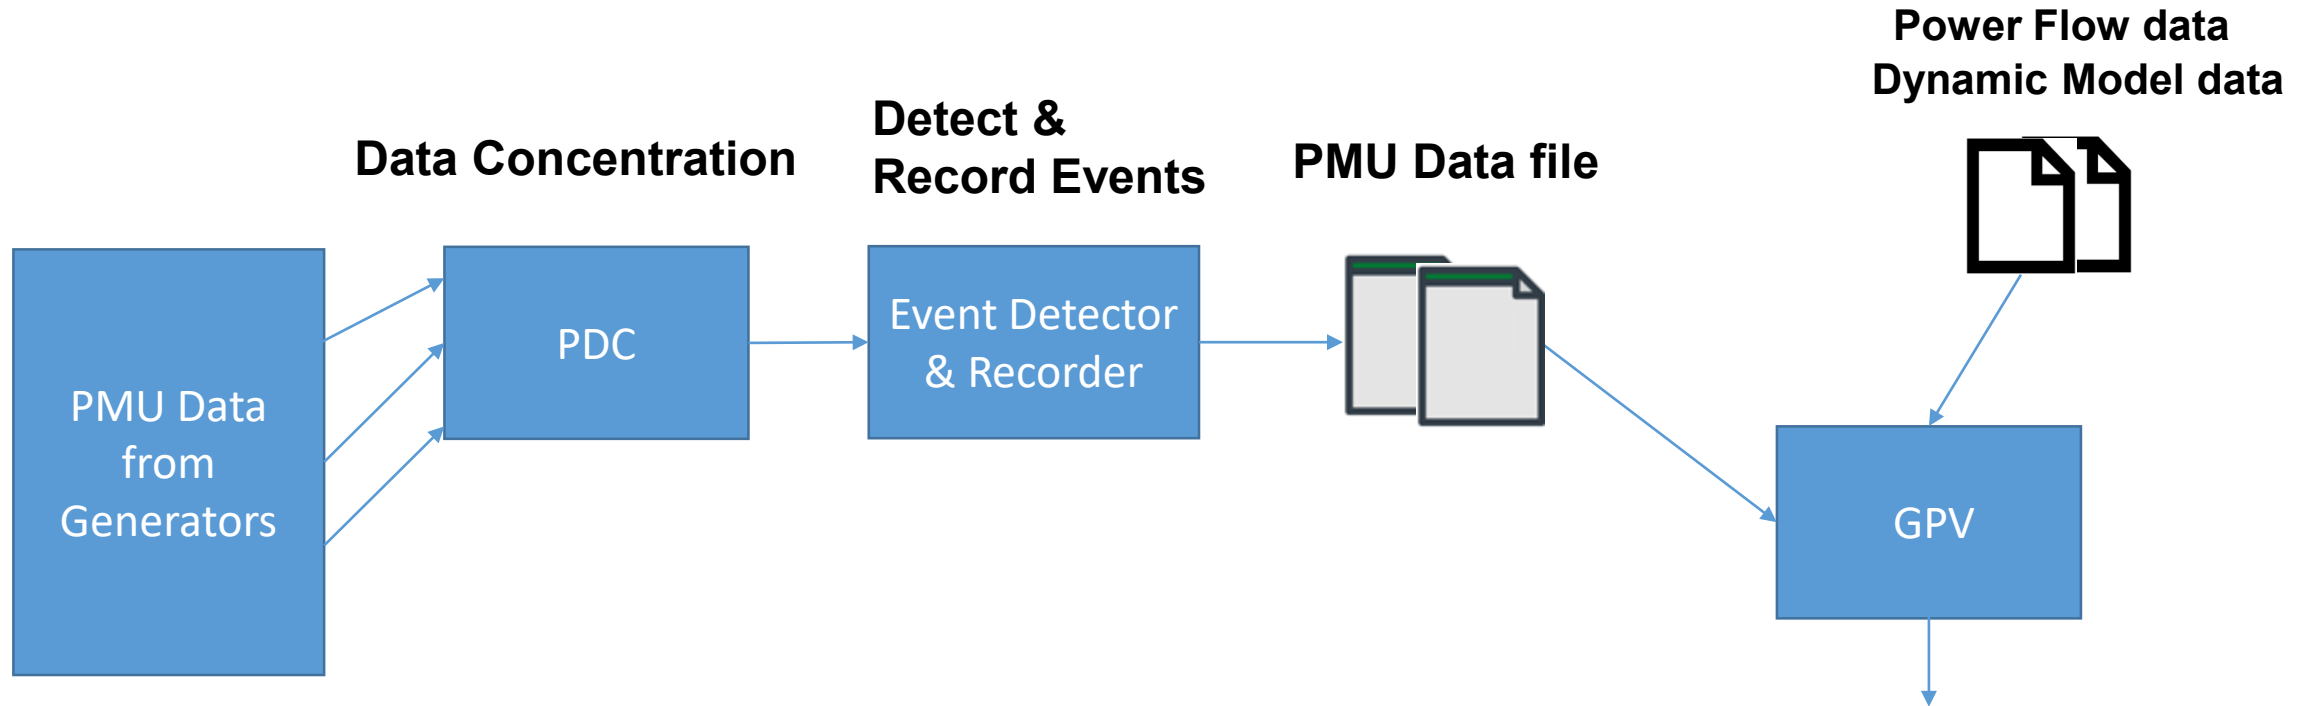 Power Flow data
Dynamic Model data
Detect &
Record Events
Data Concentration
PMU Data file
PMU Data
from
Generators
PDC
Event Detector
& Recorder
GPV